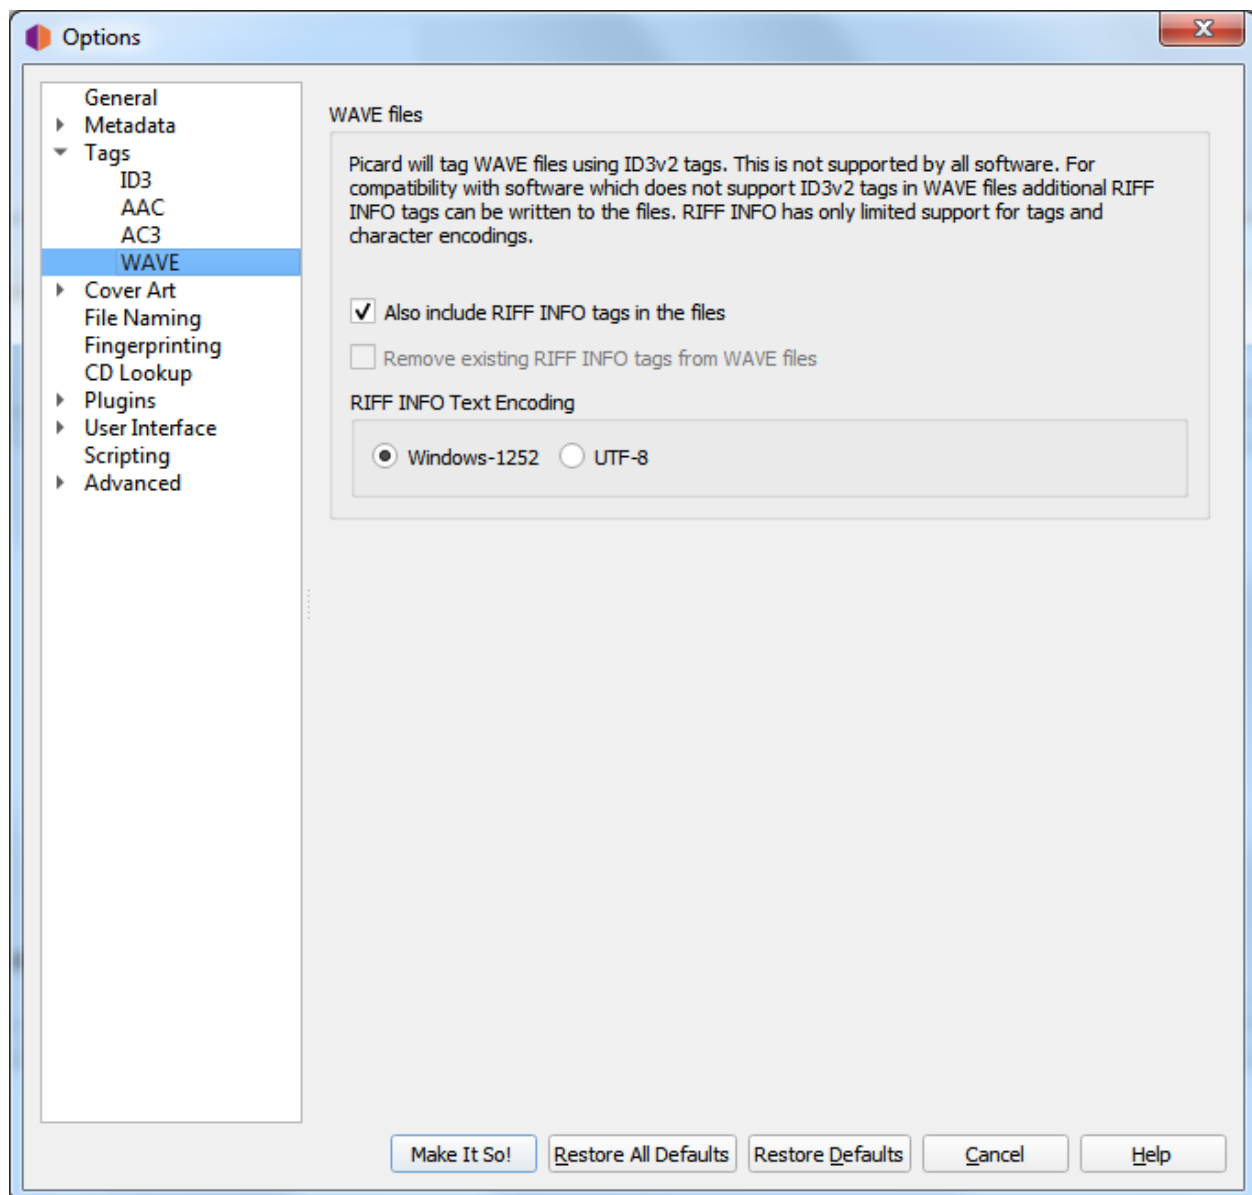 Options
General
Metadata
Tags
ID3
AAC
AC3
WAVE
Cover Art
File Naming
Fingerprinting
CD Lookup
Plugins
User Interface
Scripting
Advanced
WAVE files
Picard will tag WAVE files using ID3v2 tags. This is not supported by all software. For
compatibility with software which does not support ID3v2 tags in WAVE files additional RIFF
INFO tags can be written to the files. RIFF INFO has only limited support for tags and
character encodings.
Also include RIFF INFO tags in the files
Remove existing RIFF INFO tags from WAVE files
RIFF INFO Text Encoding
Windows-1252 UTF-8
Make It So! Restore All Defaults Restore Defaults Cancel Help